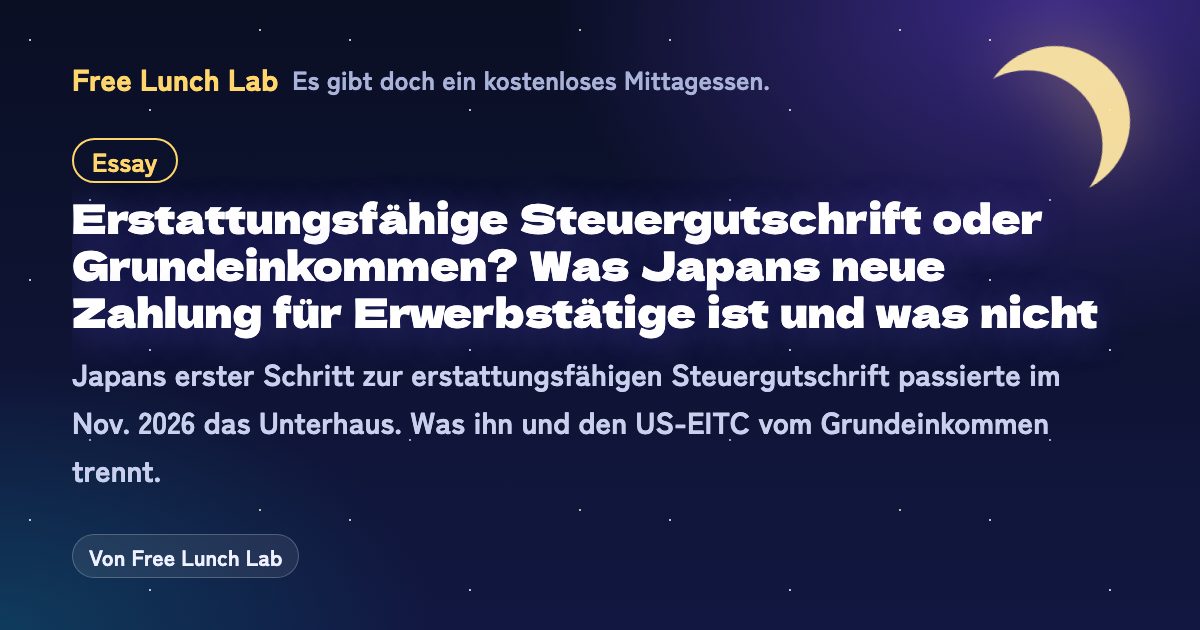 Free Lunch Lab Es gibt doch ein kostenloses Mittagessen.
Essay
Erstattungsfähige Steuergutschrift oder
Grundeinkommen? Was Japans neue
Zahlung für Erwerbstätige ist und was nicht
Japans erster Schritt zur erstattungsfähigen Steuergutschrift passierte im
Nov. 2026 das Unterhaus. Was ihn und den US-EITC vom Grundeinkommen
trennt.
Von Free Lunch Lab